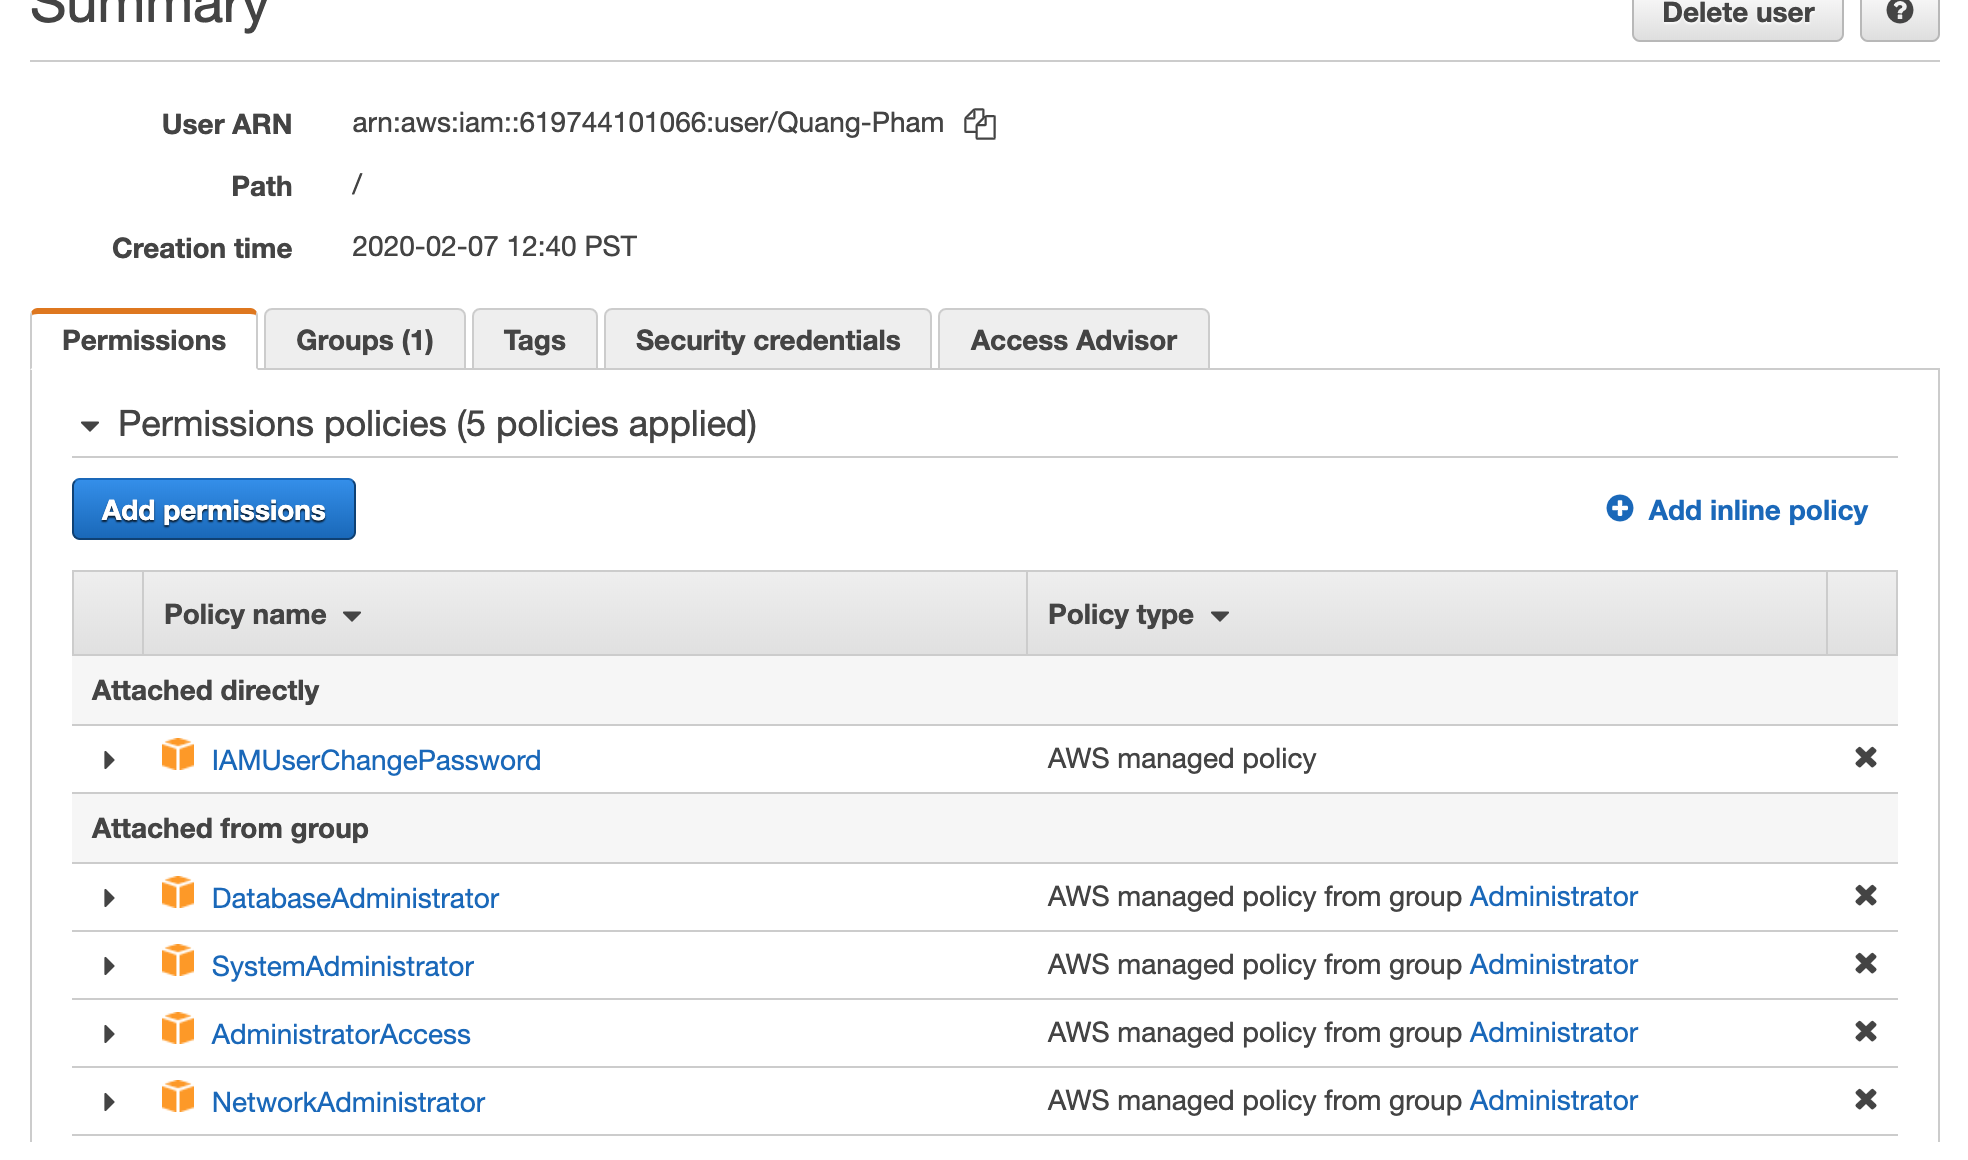 Summary
Delete user
User ARN arn:aws:iam::619744101066:user/Quang-Pham
Path /
Creation time 2020-02-07 12:40 PST
Permissions Groups (1) Tags Security credentials Access Advisor
Permissions policies (5 policies applied)
Add permissions Add inline policy
Policy name Policy type
Attached directly
IAMUserChangePassword AWS managed policy
Attached from group
DatabaseAdministrator AWS managed policy from group Administrator
SystemAdministrator AWS managed policy from group Administrator
AdministratorAccess AWS managed policy from group Administrator
NetworkAdministrator AWS managed policy from group Administrator